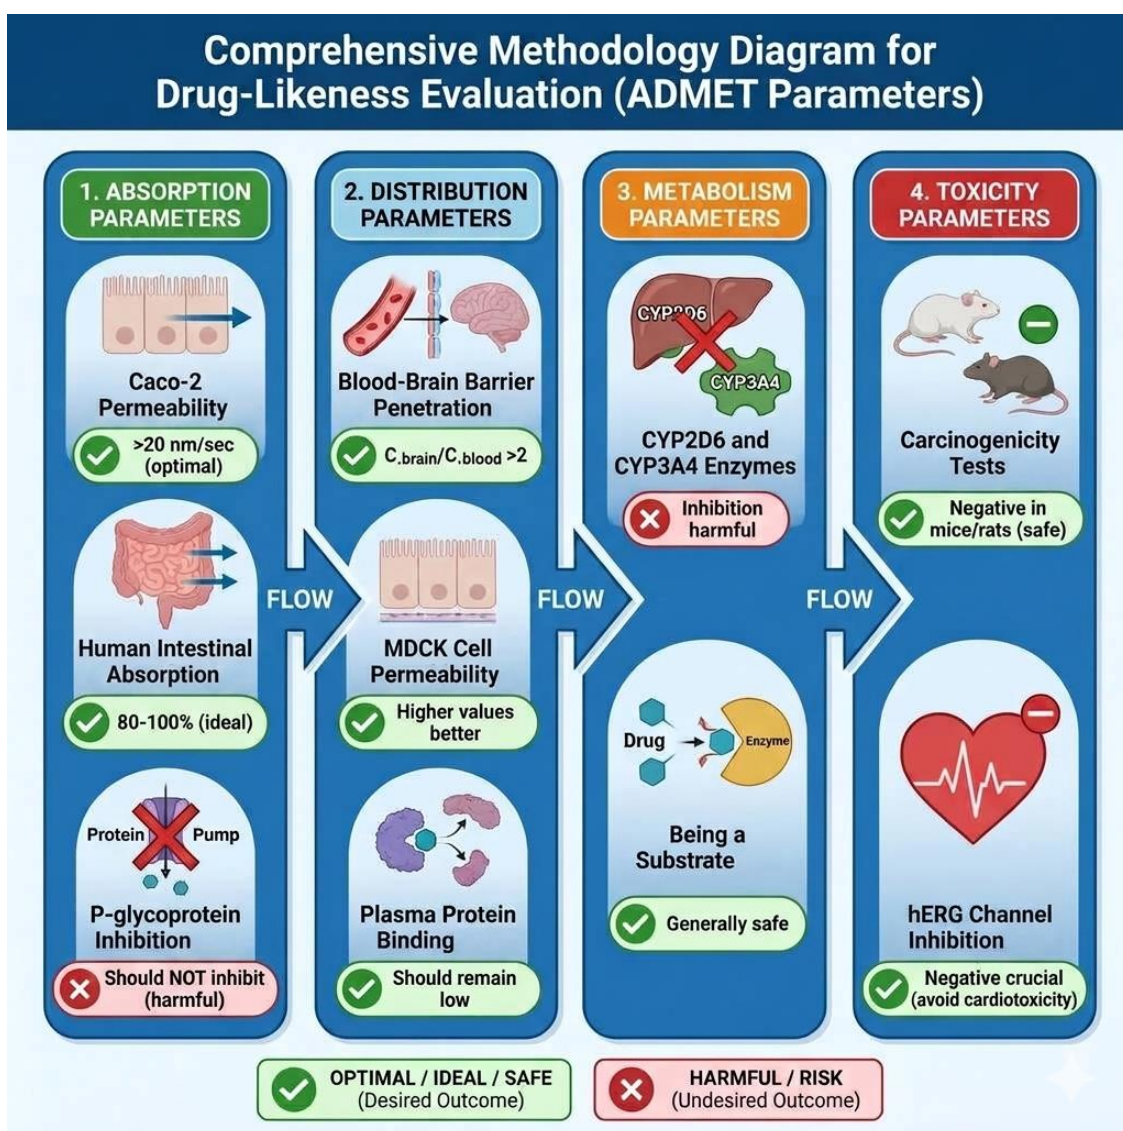 Comprehensive Methodology Diagram for
Drug-Likeness Evaluation (ADMET Parameters)
1. ABSORPTION
PARAMETERS
Caco-2
Permeability
>20 nm/sec
(optimal)
Human Intestinal
Absorption
80-100% (ideal)
Protein Pump
P-glycoprotein
Inhibition
Should NOT inhibit
(harmful)
FLOW
2. DISTRIBUTION
PARAMETERS
Blood-Brain Barrier
Penetration
C.brain/C.blood >2
MDCK Cell
Permeability
Higher values
better
Plasma Protein
Binding
Should remain
low
FLOW
3. METABOLISM
PARAMETERS
CYP2D6
CYP3A4
CYP2D6 and
CYP3A4 Enzymes
Inhibition
harmful
Drug
Enzyme
Being a
Substrate
Generally safe
FLOW
4. TOXICITY
PARAMETERS
Carcinogenicity
Tests
Negative in
mice/rats (safe)
hERG Channel
Inhibition
Negative crucial
(avoid cardiotoxicity)
OPTIMAL / IDEAL / SAFE
(Desired Outcome)
HARMFUL / RISK
(Undesired Outcome)